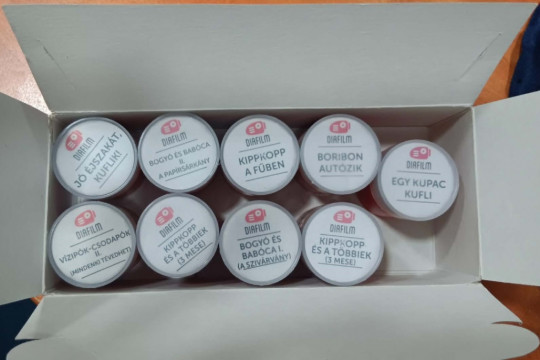 DIAFILM
JÓ ÉJSZAKÁT,
KUFLIK!
DIAFILM
BOGYÓ ÉS BABÓCA
II.
A PAPÍRSÁRKÁNY
DIAFILM
KIPPKOPP
A FŰBEN
DIAFILM
BORIBON
AUTÓZIK
DIAFILM
EGY KUPAC
KUFLI
DIAFILM
VÍZIPÓK-CSODAPÓK
II.
(MINDENKI TÉVEDHET)
DIAFILM
KIPPKOPP
ÉS A TÖBBIEK
(3 MESE)
DIAFILM
BOGYÓ ÉS
BABÓCA I.
(A SZIVÁRVÁNY)
DIAFILM
KIPPKOPP
ÉS A TÖBBIEK
(3 MESE)